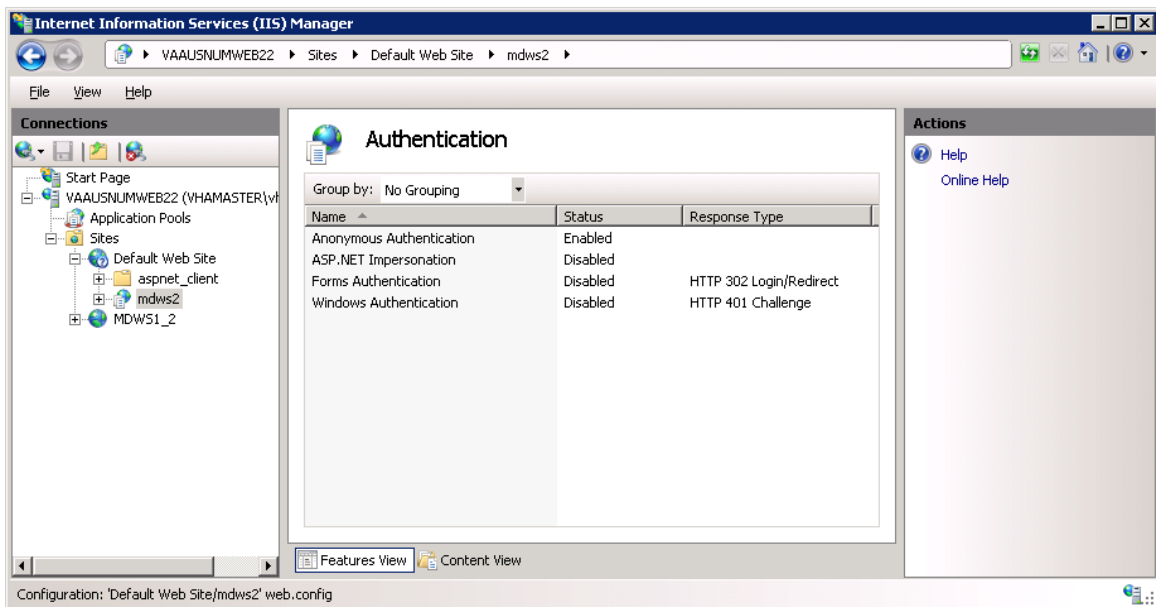 Internet Information Services (IIS) Manager
VAAUSNUMWEB22 Sites Default Web Site mdws2
File View Help
Connections
Start Page
VAAUSNUMWEB22 (VHAMASTER\vh
Application Pools
Sites
Default Web Site
aspnet_client
mdws2
MDWS1_2
Authentication
Group by: No Grouping
Name Status Response Type
Anonymous Authentication Enabled
ASP.NET Impersonation Disabled
Forms Authentication Disabled HTTP 302 Login/Redirect
Windows Authentication Disabled HTTP 401 Challenge
Features View Content View
Actions
Help
Online Help
Configuration: 'Default Web Site/mdws2' web.config